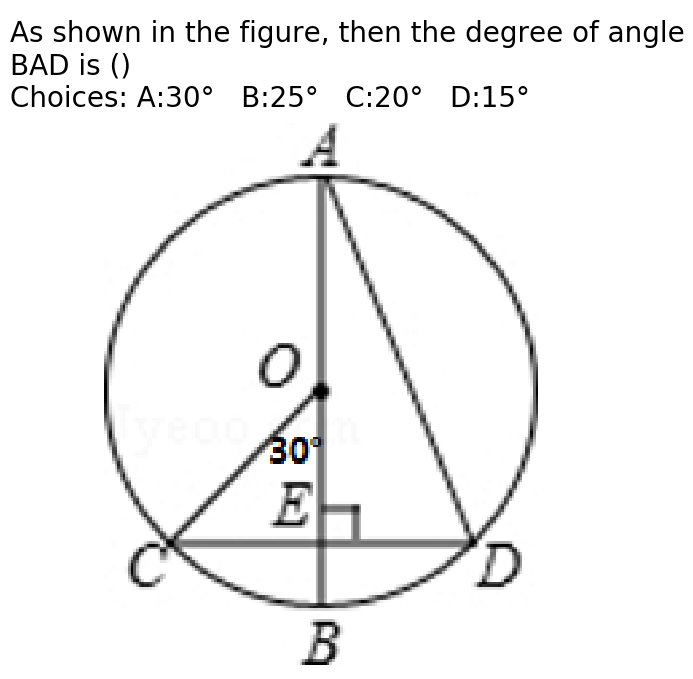 As shown in the figure, then the degree of angle
BAD is ()
Choices: A:30° B:25° C:20° D:15°
A
O
30°
E
C
D
B